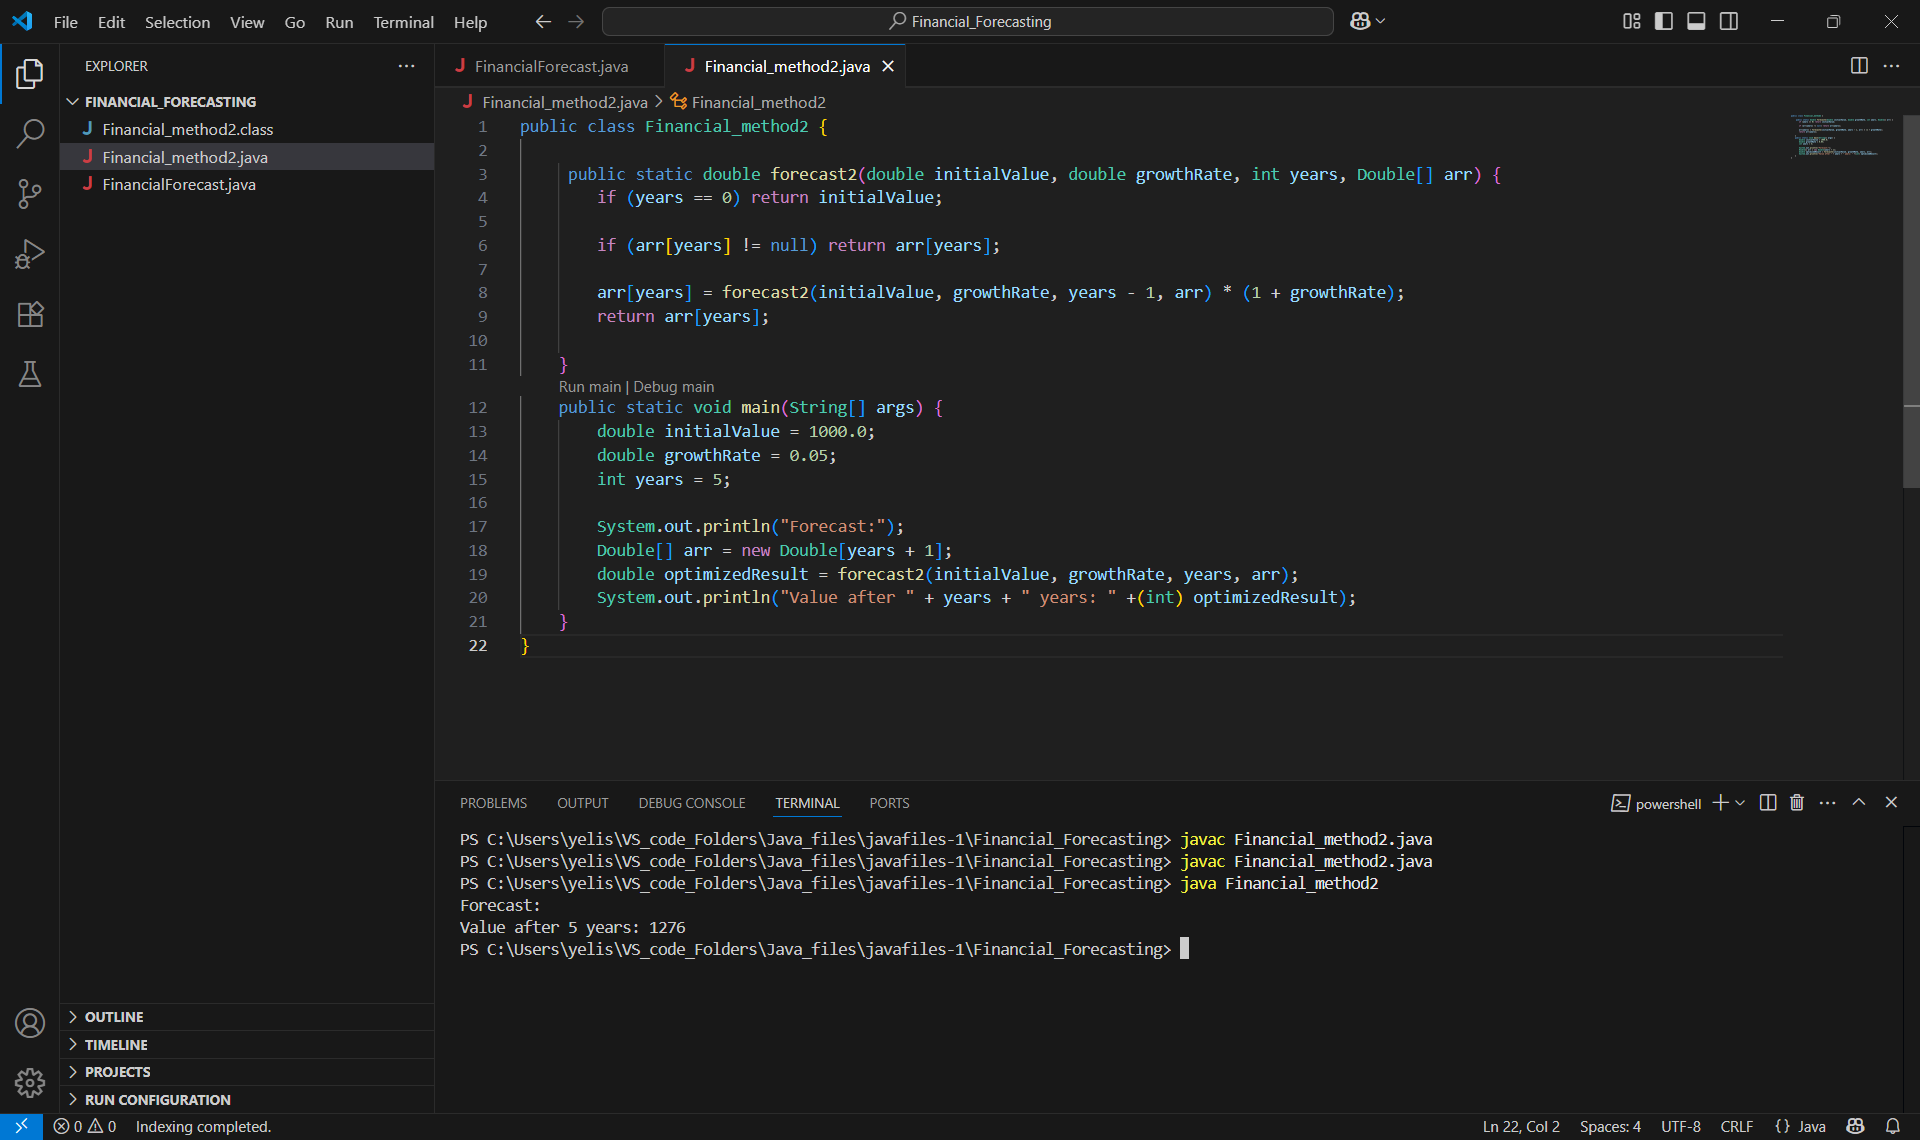 File Edit Selection View Go Run Terminal Help Financial_Forecasting
EXPLORER
FINANCIAL_FORECASTING
J Financial_method2.class
J Financial_method2.java
J FinancialForecast.java
OUTLINE
TIMELINE
PROJECTS
RUN CONFIGURATION
J FinancialForecast.java J Financial_method2.java
J Financial_method2.java > Financial_method2
1 public class Financial_method2 {
2
3 public static double forecast2(double initialValue, double growthRate, int years, Double[] arr) {
4 if (years == 0) return initialValue;
5
6 if (arr[years] != null) return arr[years];
7
8 arr[years] = forecast2(initialValue, growthRate, years - 1, arr) * (1 + growthRate);
9 return arr[years];
10
11 }
Run main | Debug main
12 public static void main(String[] args) {
13 double initialValue = 1000.0;
14 double growthRate = 0.05;
15 int years = 5;
16
17 System.out.println("Forecast:");
18 Double[] arr = new Double[years + 1];
19 double optimizedResult = forecast2(initialValue, growthRate, years, arr);
20 System.out.println("Value after " + years + " years: " +(int) optimizedResult);
21 }
22 }
PROBLEMS OUTPUT DEBUG CONSOLE TERMINAL PORTS powershell
PS C:\Users\yelis\VS_code_Folders\Java_files\javafiles-1\Financial_Forecasting> javac Financial_method2.java
PS C:\Users\yelis\VS_code_Folders\Java_files\javafiles-1\Financial_Forecasting> javac Financial_method2.java
PS C:\Users\yelis\VS_code_Folders\Java_files\javafiles-1\Financial_Forecasting> java Financial_method2
Forecast:
Value after 5 years: 1276
PS C:\Users\yelis\VS_code_Folders\Java_files\javafiles-1\Financial_Forecasting>
0 0 Indexing completed. Ln 22, Col 2 Spaces: 4 UTF-8 CRLF {} Java